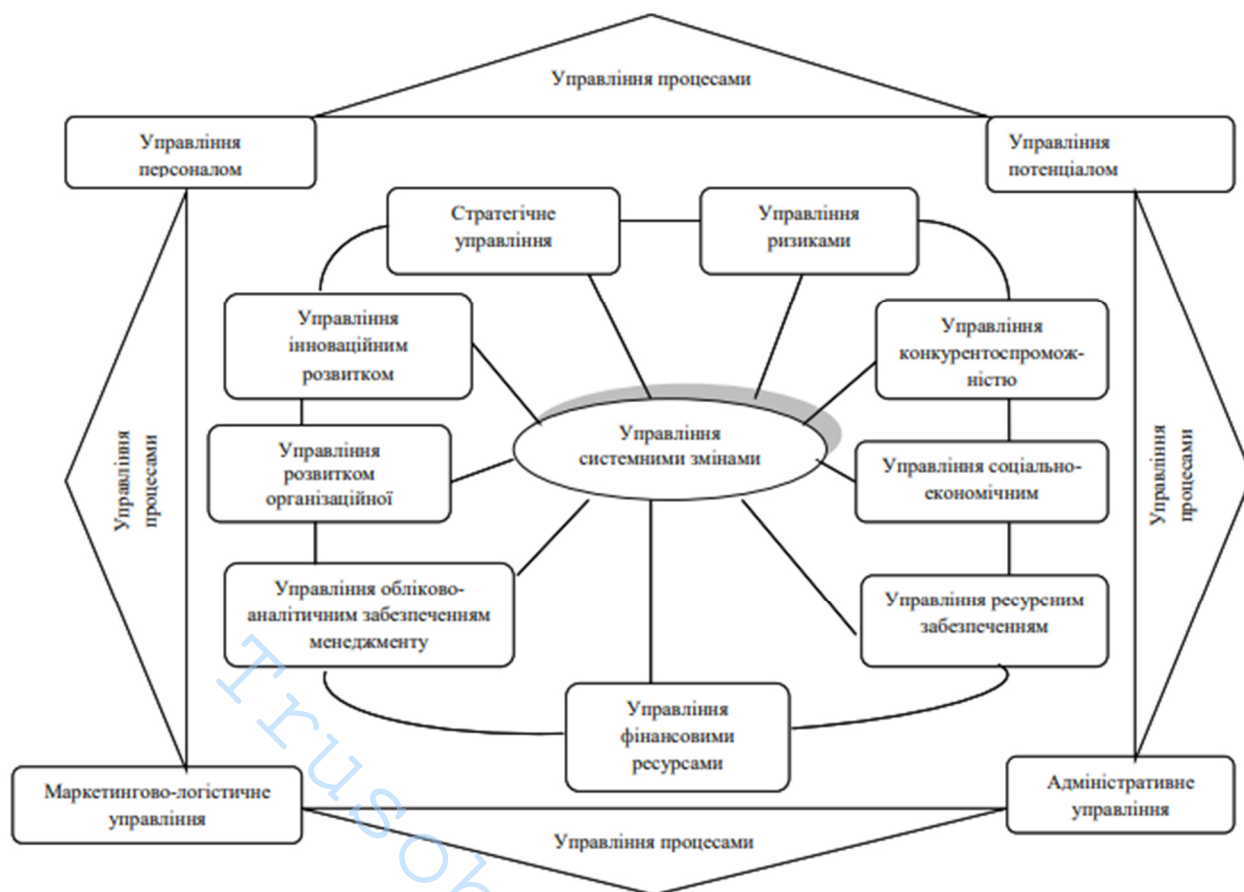 Управління процесами
Управління
персоналом
Управління
потенціалом
Стратегічне
управління
Управління
ризиками
Управління
інноваційним
розвитком
Управління
конкурентоспромож-
ністю
Управління
системними змінами
Управління
процесами
Управління
розвитком
організаційної
Управління соціально-
економічним
Управління
процесами
Управління обліково-
аналітичним забезпеченням
менеджменту
Управління ресурсним
забезпеченням
Управління
фінансовими
ресурсами
Маркетингово-логістичне
управління
Адміністративне
управління
Управління процесами